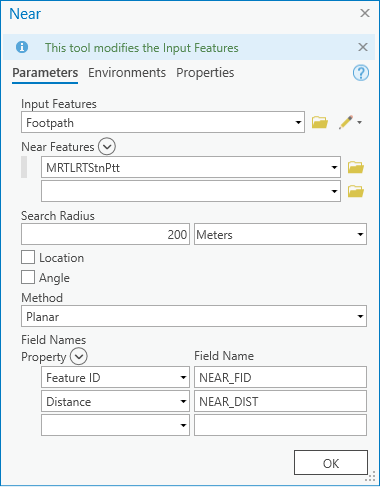 Near
This tool modifies the Input Features
Parameters Environments Properties
Input Features
Footpath
Near Features
MRTLRTStnPtt
Search Radius
200 Meters
Location
Angle
Method
Planar
Field Names
Property Field Name
Feature ID NEAR_FID
Distance NEAR_DIST
OK